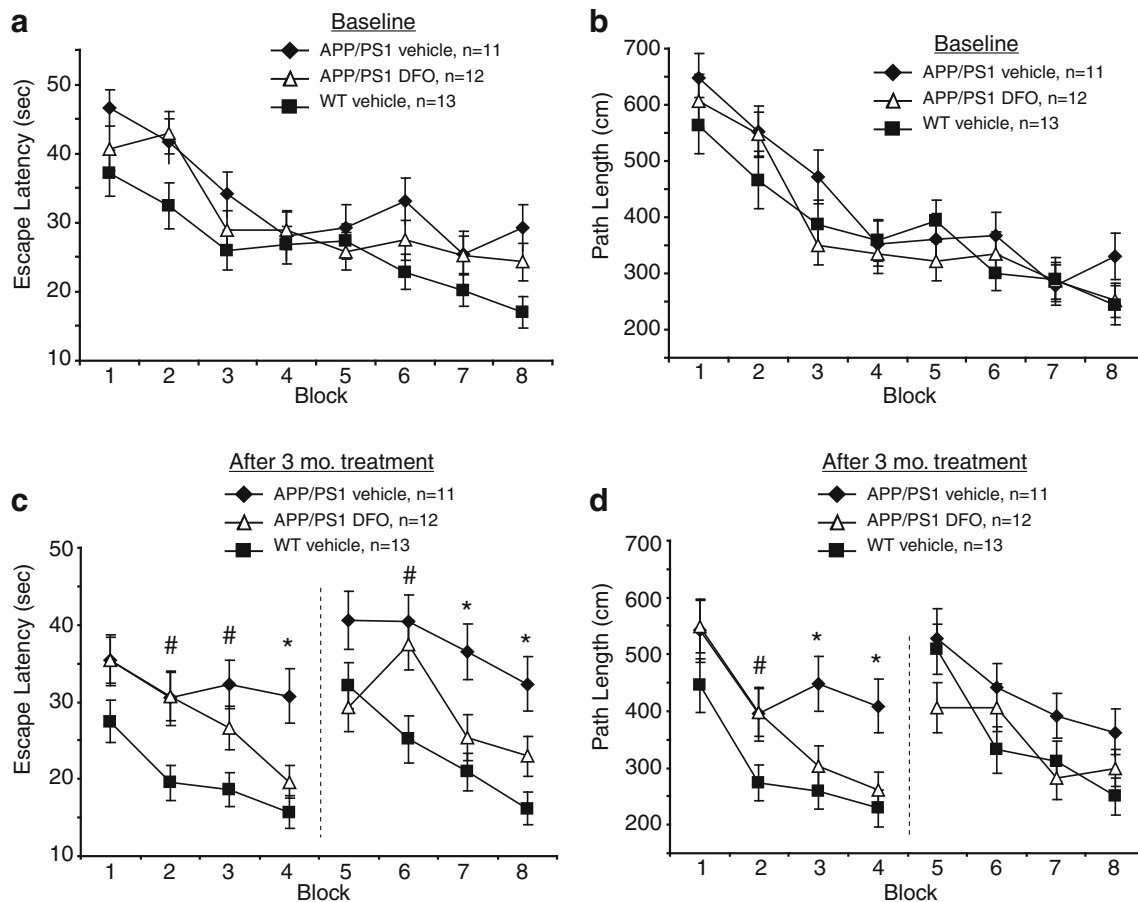 a
Baseline
APP/PS1 vehicle, n=11
APP/PS1 DFO, n=12
WT vehicle, n=13
Escape Latency (sec)
50
40
30
20
10
1 2 3 4 5 6 7 8
Block
b
Baseline
APP/PS1 vehicle, n=11
APP/PS1 DFO, n=12
WT vehicle, n=13
Path Length (cm)
700
600
500
400
300
200
1 2 3 4 5 6 7 8
Block
c
After 3 mo. treatment
APP/PS1 vehicle, n=11
APP/PS1 DFO, n=12
WT vehicle, n=13
Escape Latency (sec)
50
40
30
20
10
# # * # * *
1 2 3 4 5 6 7 8
Block
d
After 3 mo. treatment
APP/PS1 vehicle, n=11
APP/PS1 DFO, n=12
WT vehicle, n=13
Path Length (cm)
700
600
500
400
300
200
# * *
1 2 3 4 5 6 7 8
Block